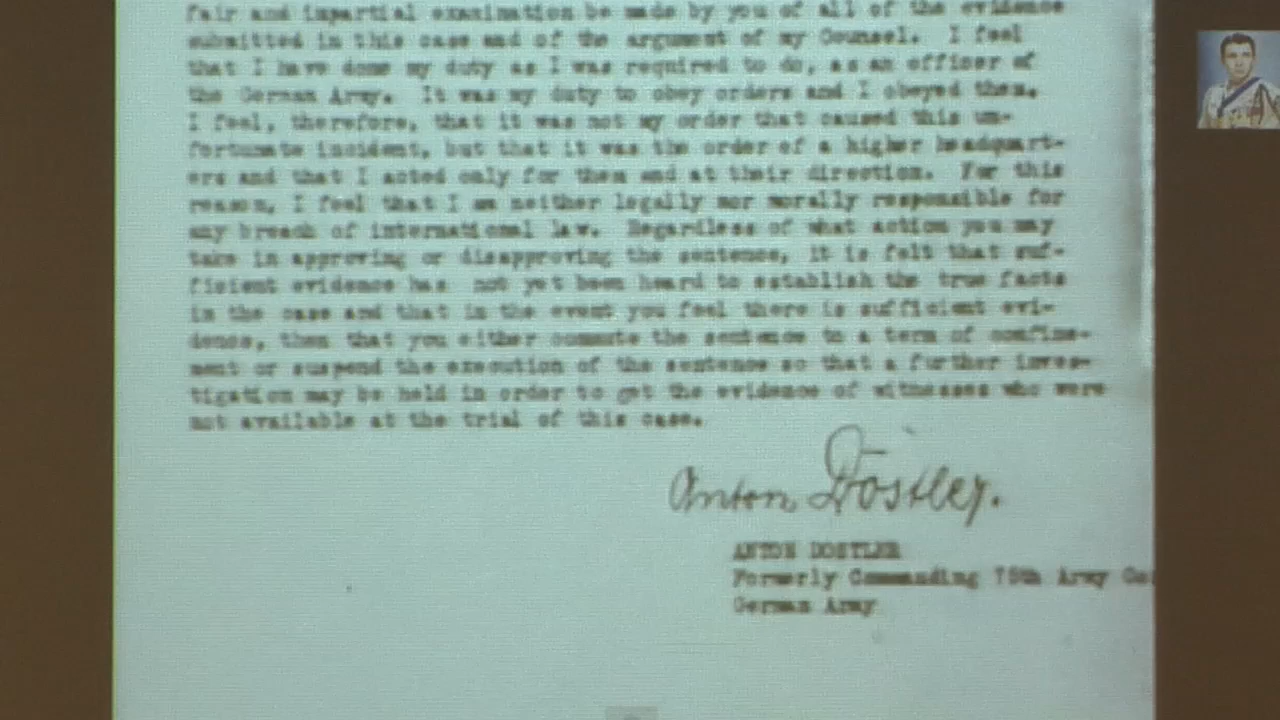 fair and impartial examination be made by you of all of the evidence
submitted in this case and of the argument of my Counsel. I feel
that I have done my duty as I was required to do, as an officer of
the German Army. It was my duty to obey orders and I obeyed them.
I feel, therefore, that it was not my order that caused this un-
fortunate incident, but that it was the order of a higher headquart-
ers and that I acted only for them and at their direction. For this
reason, I feel that I am neither legally nor morally responsible for
any breach of international law. Regardless of what action you may
take in approving or disapproving the sentence, it is felt that suf-
ficient evidence has not yet been heard to establish the true facts
in the case and that in the event you feel there is sufficient evi-
dence, then that you either commute the sentence to a term of confine-
ment or suspend the execution of the sentence so that a further inves-
tigation may be held in order to get the evidence of witnesses who were
not available at the trial of this case.
Anton Dostler.
ANTON DOSTLER
Formerly Commanding 75th Army Co
German Army